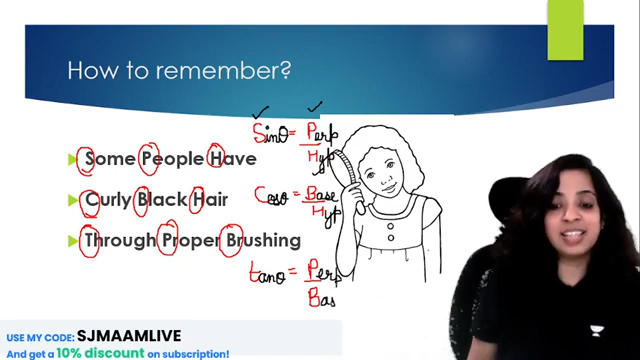 How to remember?
Some People Have
Curly Black Hair
Through Proper Brushing
Sinθ = Perp
Hyp
Cosθ = Base
Hyp
tanθ = Perp
Bas
USE MY CODE: SJMAAMLIVE
And get a 10% discount on subscription!